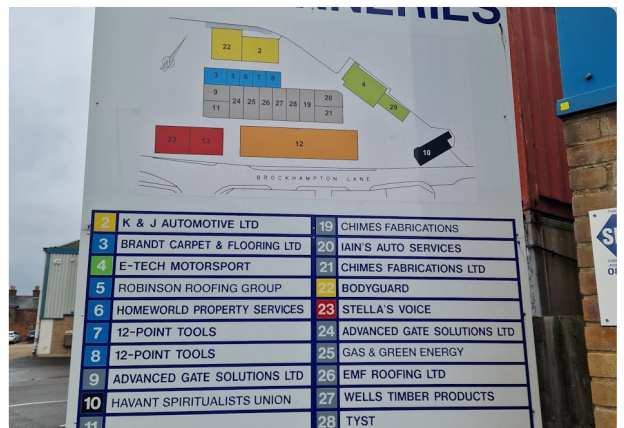 22 2
3 5 6 7 8
4
29
9
11 24 25 26 27 28 19 20
21
23 13 12
10
BROCKHAMPTON LANE
2 K & J AUTOMOTIVE LTD
3 BRANDT CARPET & FLOORING LTD
4 E-TECH MOTORSPORT
5 ROBINSON ROOFING GROUP
6 HOMEWORLD PROPERTY SERVICES
7 12-POINT TOOLS
8 12-POINT TOOLS
9 ADVANCED GATE SOLUTIONS LTD
10 HAVANT SPIRITUALISTS UNION
11
19 CHIMES FABRICATIONS
20 IAIN'S AUTO SERVICES
21 CHIMES FABRICATIONS LTD
22 BODYGUARD
23 STELLA'S VOICE
24 ADVANCED GATE SOLUTIONS LTD
25 GAS & GREEN ENERGY
26 EMF ROOFING LTD
27 WELLS TIMBER PRODUCTS
28 TYST